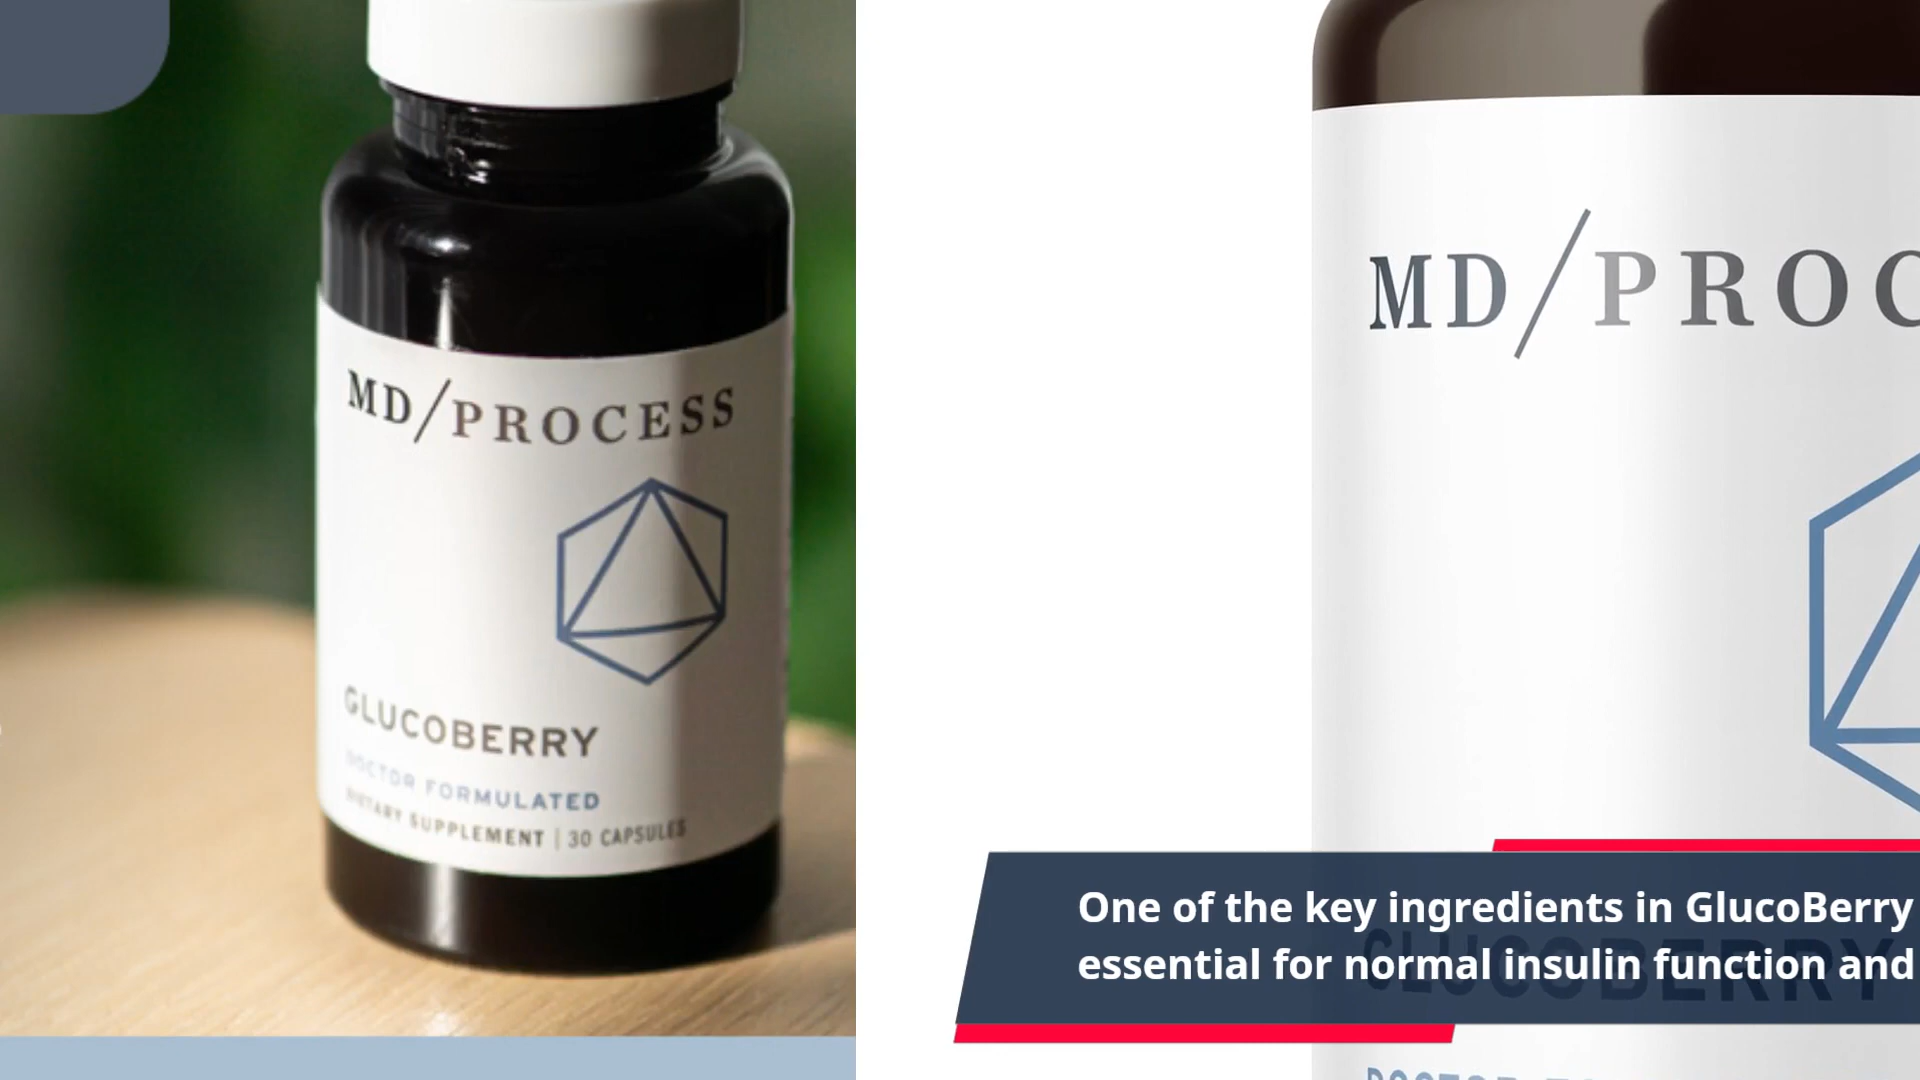 MD/PROCESS
GLUCOBERRY
DOCTOR FORMULATED
DIETARY SUPPLEMENT | 30 CAPSULES
MD/PROC
One of the key ingredients in GlucoBerry
essential for normal insulin function and
GLUCOBERRY